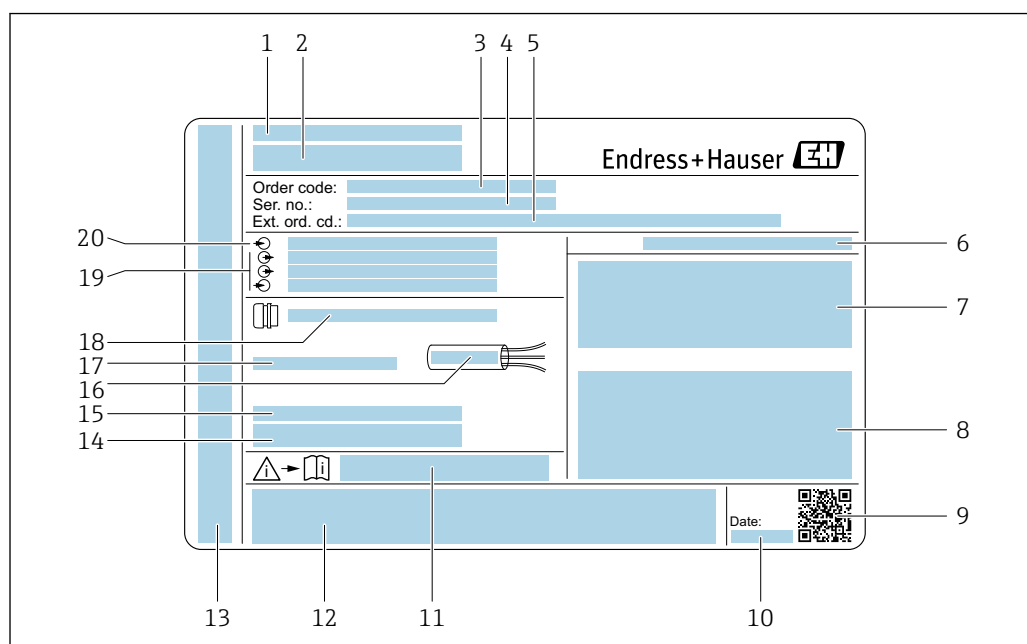 1 2 3 4 5
Endress+Hauser EH
Order code:
Ser. no.:
Ext. ord. cd.:
20
6
19
7
18
17
16
15
14
8
i i
Date:
9
13 12 11 10